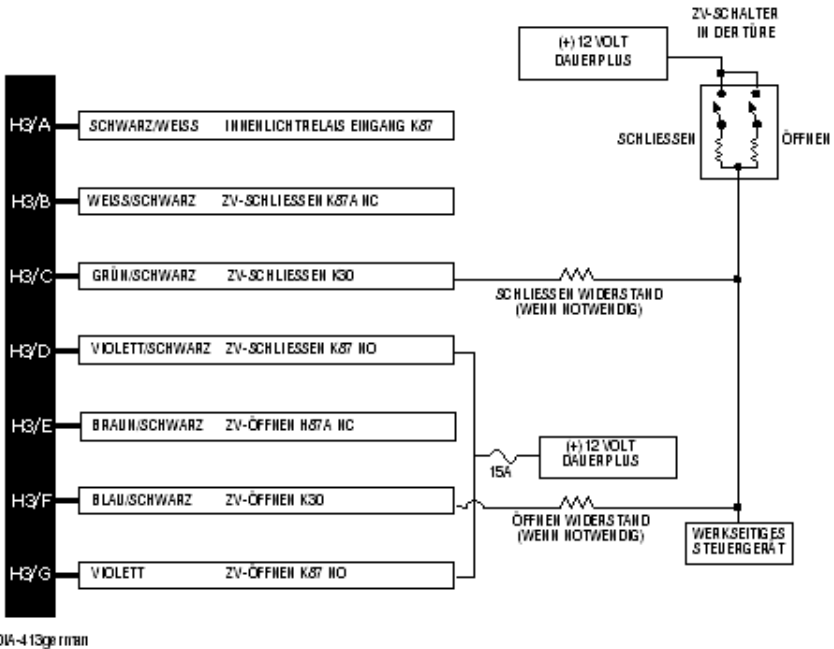 ZV-SCHALTER
IN DER TÜRE
(+) 12 VOLT
DAUERPLUS
SCHLIESSEN
ÖFFNEN
H3/A SCHWARZ/WEISS INNENLICHTRELAIS EINGANG K87
H3/B WEISS/SCHWARZ ZV-SCHLIESSEN K87A NC
H3/C GRÜN/SCHWARZ ZV-SCHLIESSEN K30
SCHLIESSEN WIDERSTAND
(WENN NOTWENDIG)
H3/D VIOLETT/SCHWARZ ZV-SCHLIESSEN K87 NO
H3/E BRAUN/SCHWARZ ZV-ÖFFNEN H87A NC
15A
(+) 12 VOLT
DAUERPLUS
H3/F BLAU/SCHWARZ ZV-ÖFFNEN K30
ÖFFNEN WIDERSTAND
(WENN NOTWENDIG)
WERKSEITIGES
STEUERGERÄT
H3/G VIOLETT ZV-ÖFFNEN K87 NO
DIA-413german